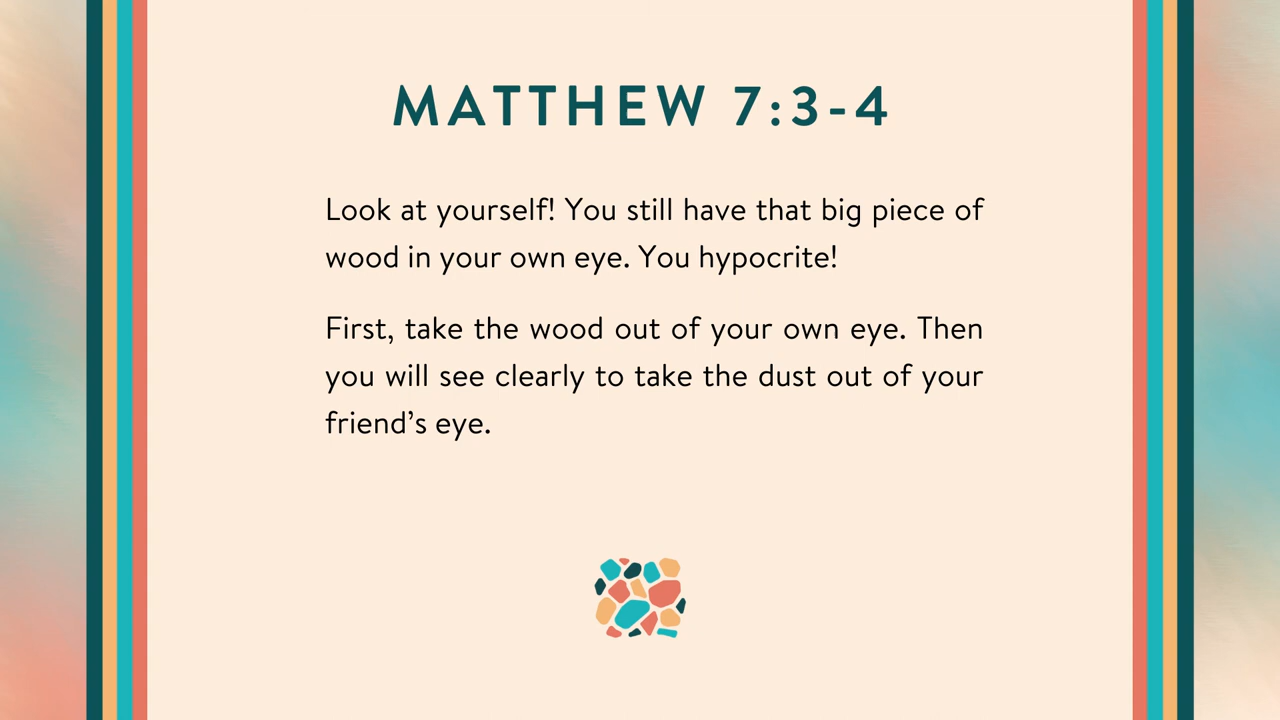 MATTHEW 7:3-4
Look at yourself! You still have that big piece of
wood in your own eye. You hypocrite!
First, take the wood out of your own eye. Then
you will see clearly to take the dust out of your
friend’s eye.